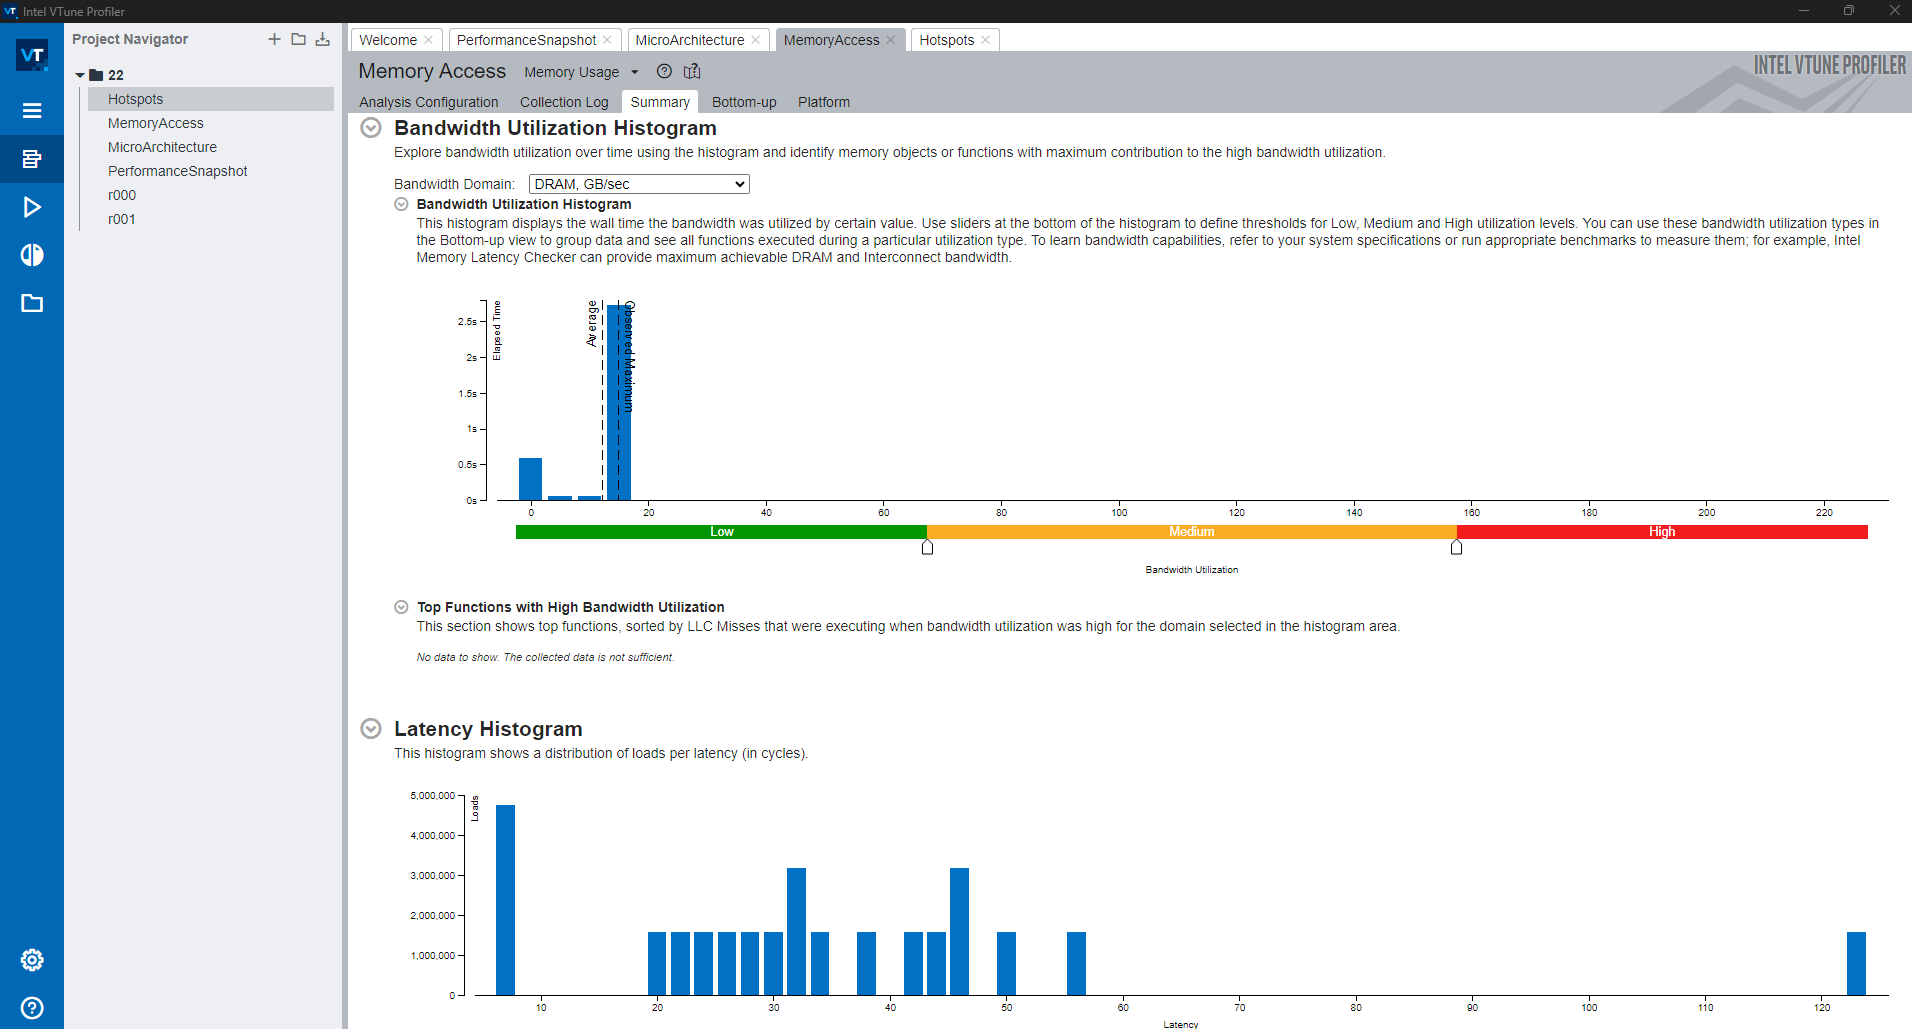 Intel VTune Profiler
Project Navigator
22
Hotspots
MemoryAccess
MicroArchitecture
PerformanceSnapshot
r000
r001
Welcome
PerformanceSnapshot
MicroArchitecture
MemoryAccess
Hotspots
Memory Access
Memory Usage
INTEL VTUNE PROFILER
Analysis Configuration
Collection Log
Summary
Bottom-up
Platform
Bandwidth Utilization Histogram
Explore bandwidth utilization over time using the histogram and identify memory objects or functions with maximum contribution to the high bandwidth utilization.
Bandwidth Domain: DRAM, GB/sec
Bandwidth Utilization Histogram
This histogram displays the wall time the bandwidth was utilized by certain value. Use sliders at the bottom of the histogram to define thresholds for Low, Medium and High utilization levels. You can use these bandwidth utilization types in
the Bottom-up view to group data and see all functions executed during a particular utilization type. To learn bandwidth capabilities, refer to your system specifications or run appropriate benchmarks to measure them; for example, Intel
Memory Latency Checker can provide maximum achievable DRAM and Interconnect bandwidth.
Elapsed Time
Average
Observed Maximum
2.5s
2s
1.5s
1s
0.5s
0s
0 20 40 60 80 100 120 140 160 180 200 220
Low Medium High
Bandwidth Utilization
Top Functions with High Bandwidth Utilization
This section shows top functions, sorted by LLC Misses that were executing when bandwidth utilization was high for the domain selected in the histogram area.
No data to show. The collected data is not sufficient.
Latency Histogram
This histogram shows a distribution of loads per latency (in cycles).
Loads
5,000,000
4,000,000
3,000,000
2,000,000
1,000,000
0
10 20 30 40 50 60 70 80 90 100 110 120
Latency